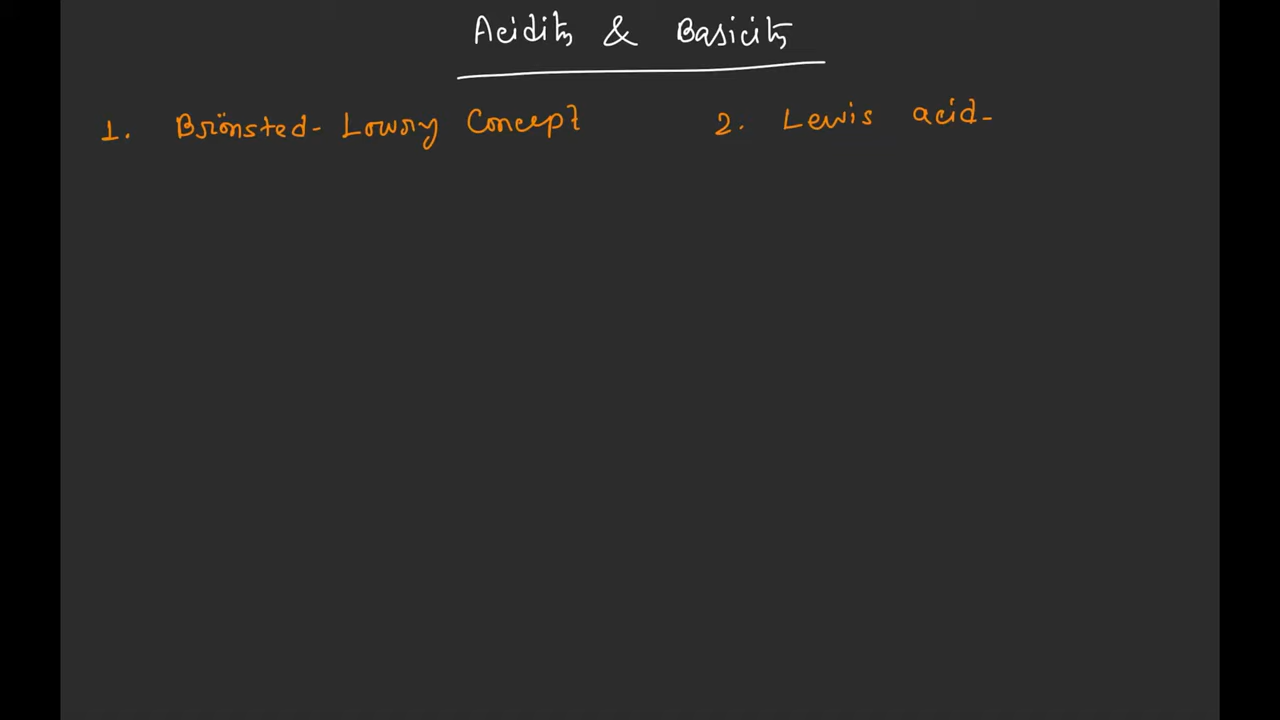 Acidity & Basicity
1. Brönsted-Lowry Concept 2. Lewis acid-